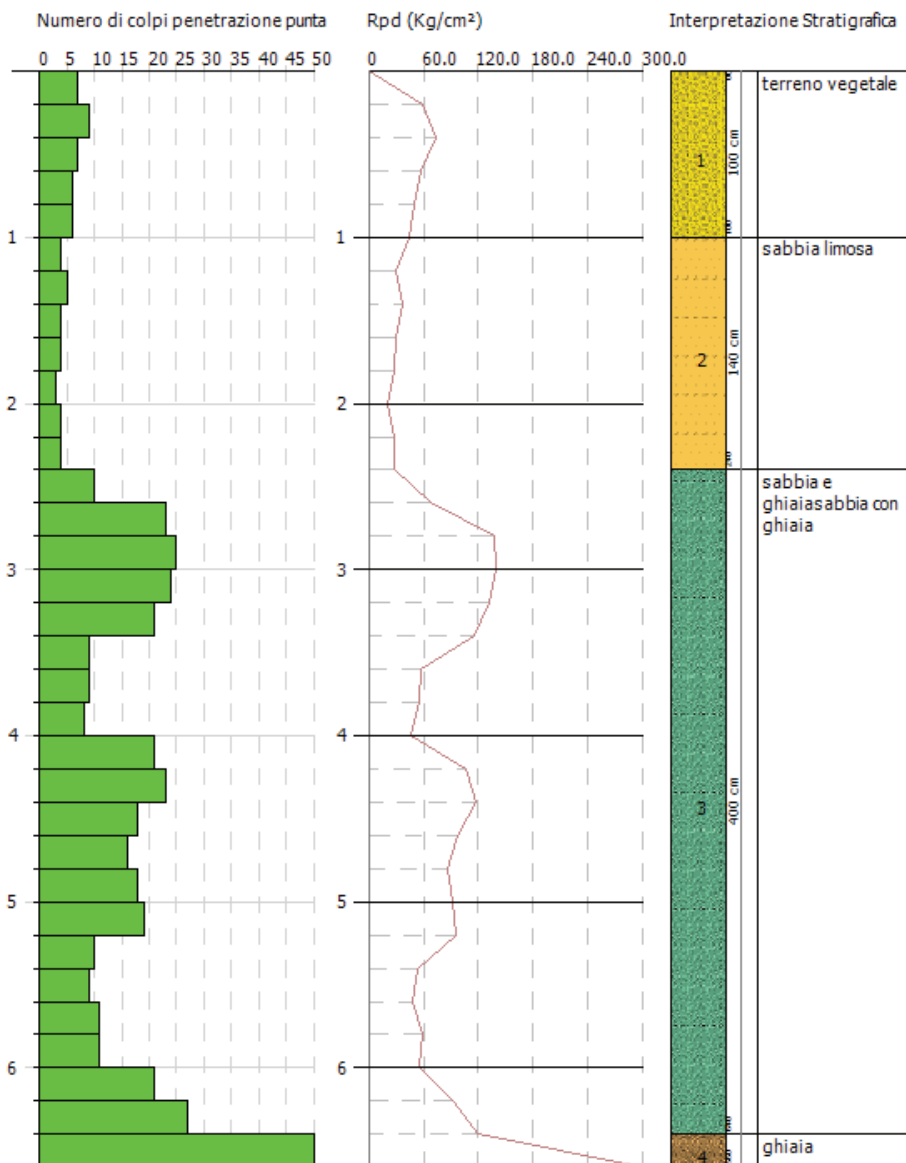 Numero di colpi penetrazione punta
Rpd (Kg/cm²)
Interpretazione Stratigrafica
0 5 10 15 20 25 30 35 40 45 50
0 60.0 120.0 180.0 240.0 300.0
terreno vegetale
1
100 cm
100
1
1
sabbia limosa
2
140 cm
2
2
240
sabbia e
ghiaiasabbia con
ghiaia
3
3
4
4
3
400 cm
5
5
6
6
640
ghiaia
4